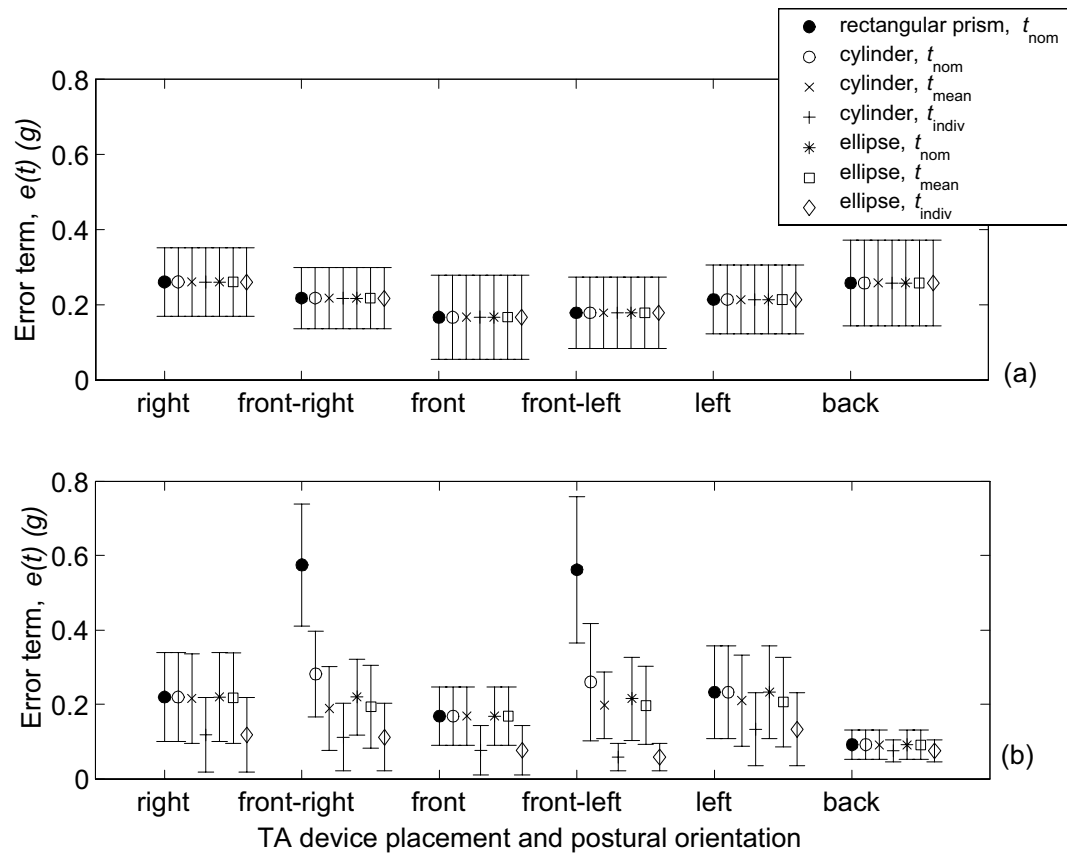 rectangular prism, t_nom
cylinder, t_nom
cylinder, t_mean
cylinder, t_indiv
ellipse, t_nom
ellipse, t_mean
ellipse, t_indiv
Error term, e(t) (g)
0.8
0.6
0.4
0.2
0
right front-right front front-left left back
(a)
Error term, e(t) (g)
0.8
0.6
0.4
0.2
0
right front-right front front-left left back
(b)
TA device placement and postural orientation